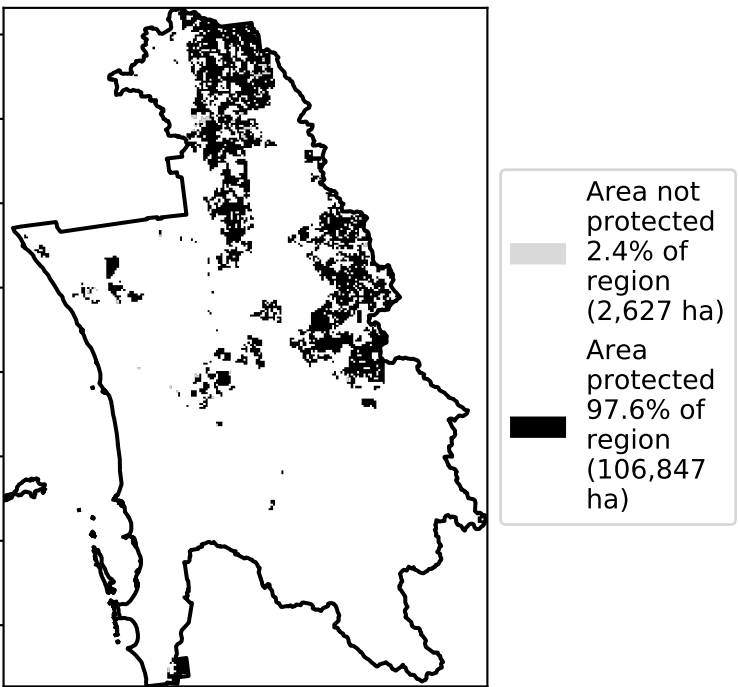 Area not
protected
2.4% of
region
(2,627 ha)
Area
protected
97.6% of
region
(106,847
ha)